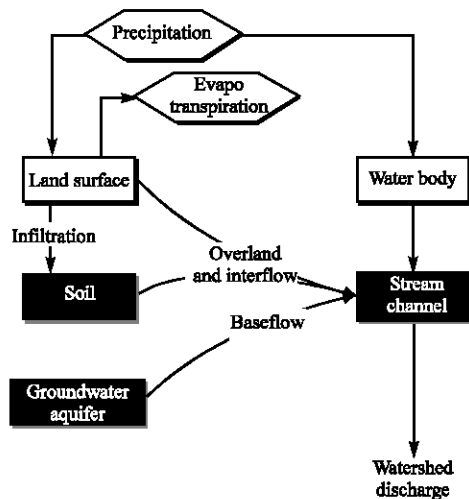 Precipitation
Evapo
transpiration
Land surface
Water body
Infiltration
Overland
and interflow
Soil
Stream
channel
Baseflow
Groundwater
aquifer
Watershed
discharge